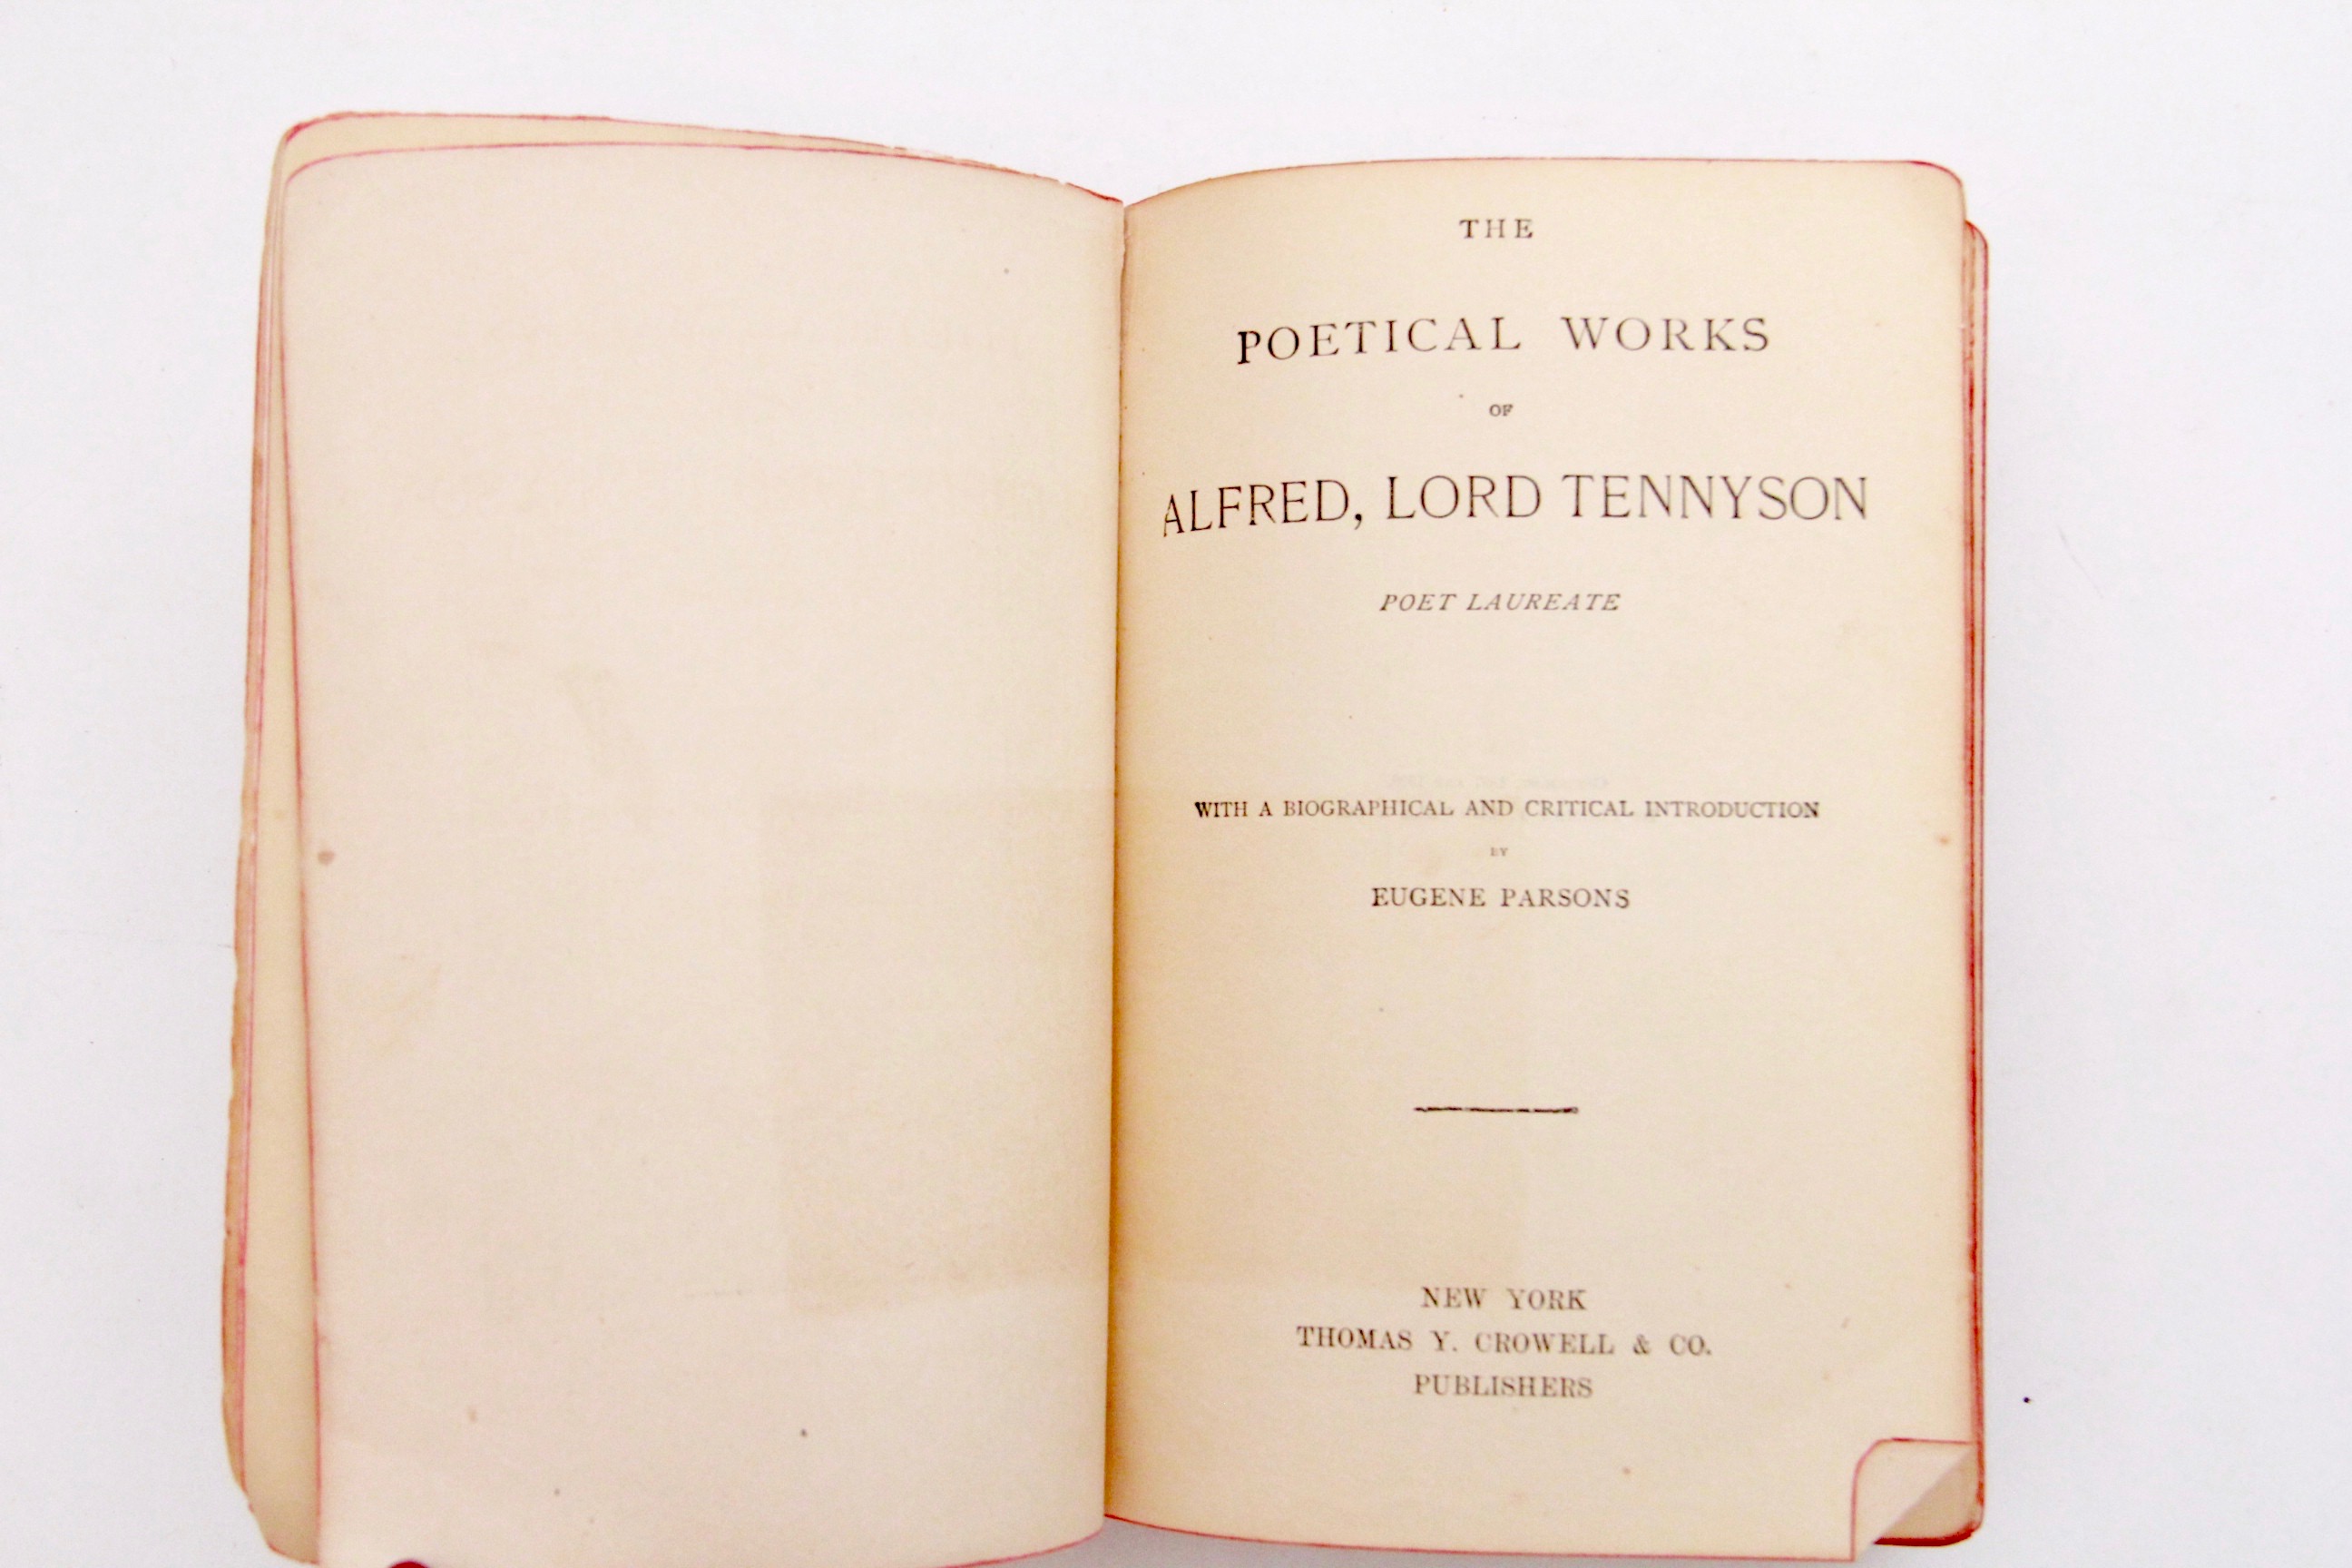 THE
POETICAL WORKS
OF
ALFRED, LORD TENNYSON
POET LAUREATE
WITH A BIOGRAPHICAL AND CRITICAL INTRODUCTION
BY
EUGENE PARSONS
NEW YORK
THOMAS Y. CROWELL & CO.
PUBLISHERS